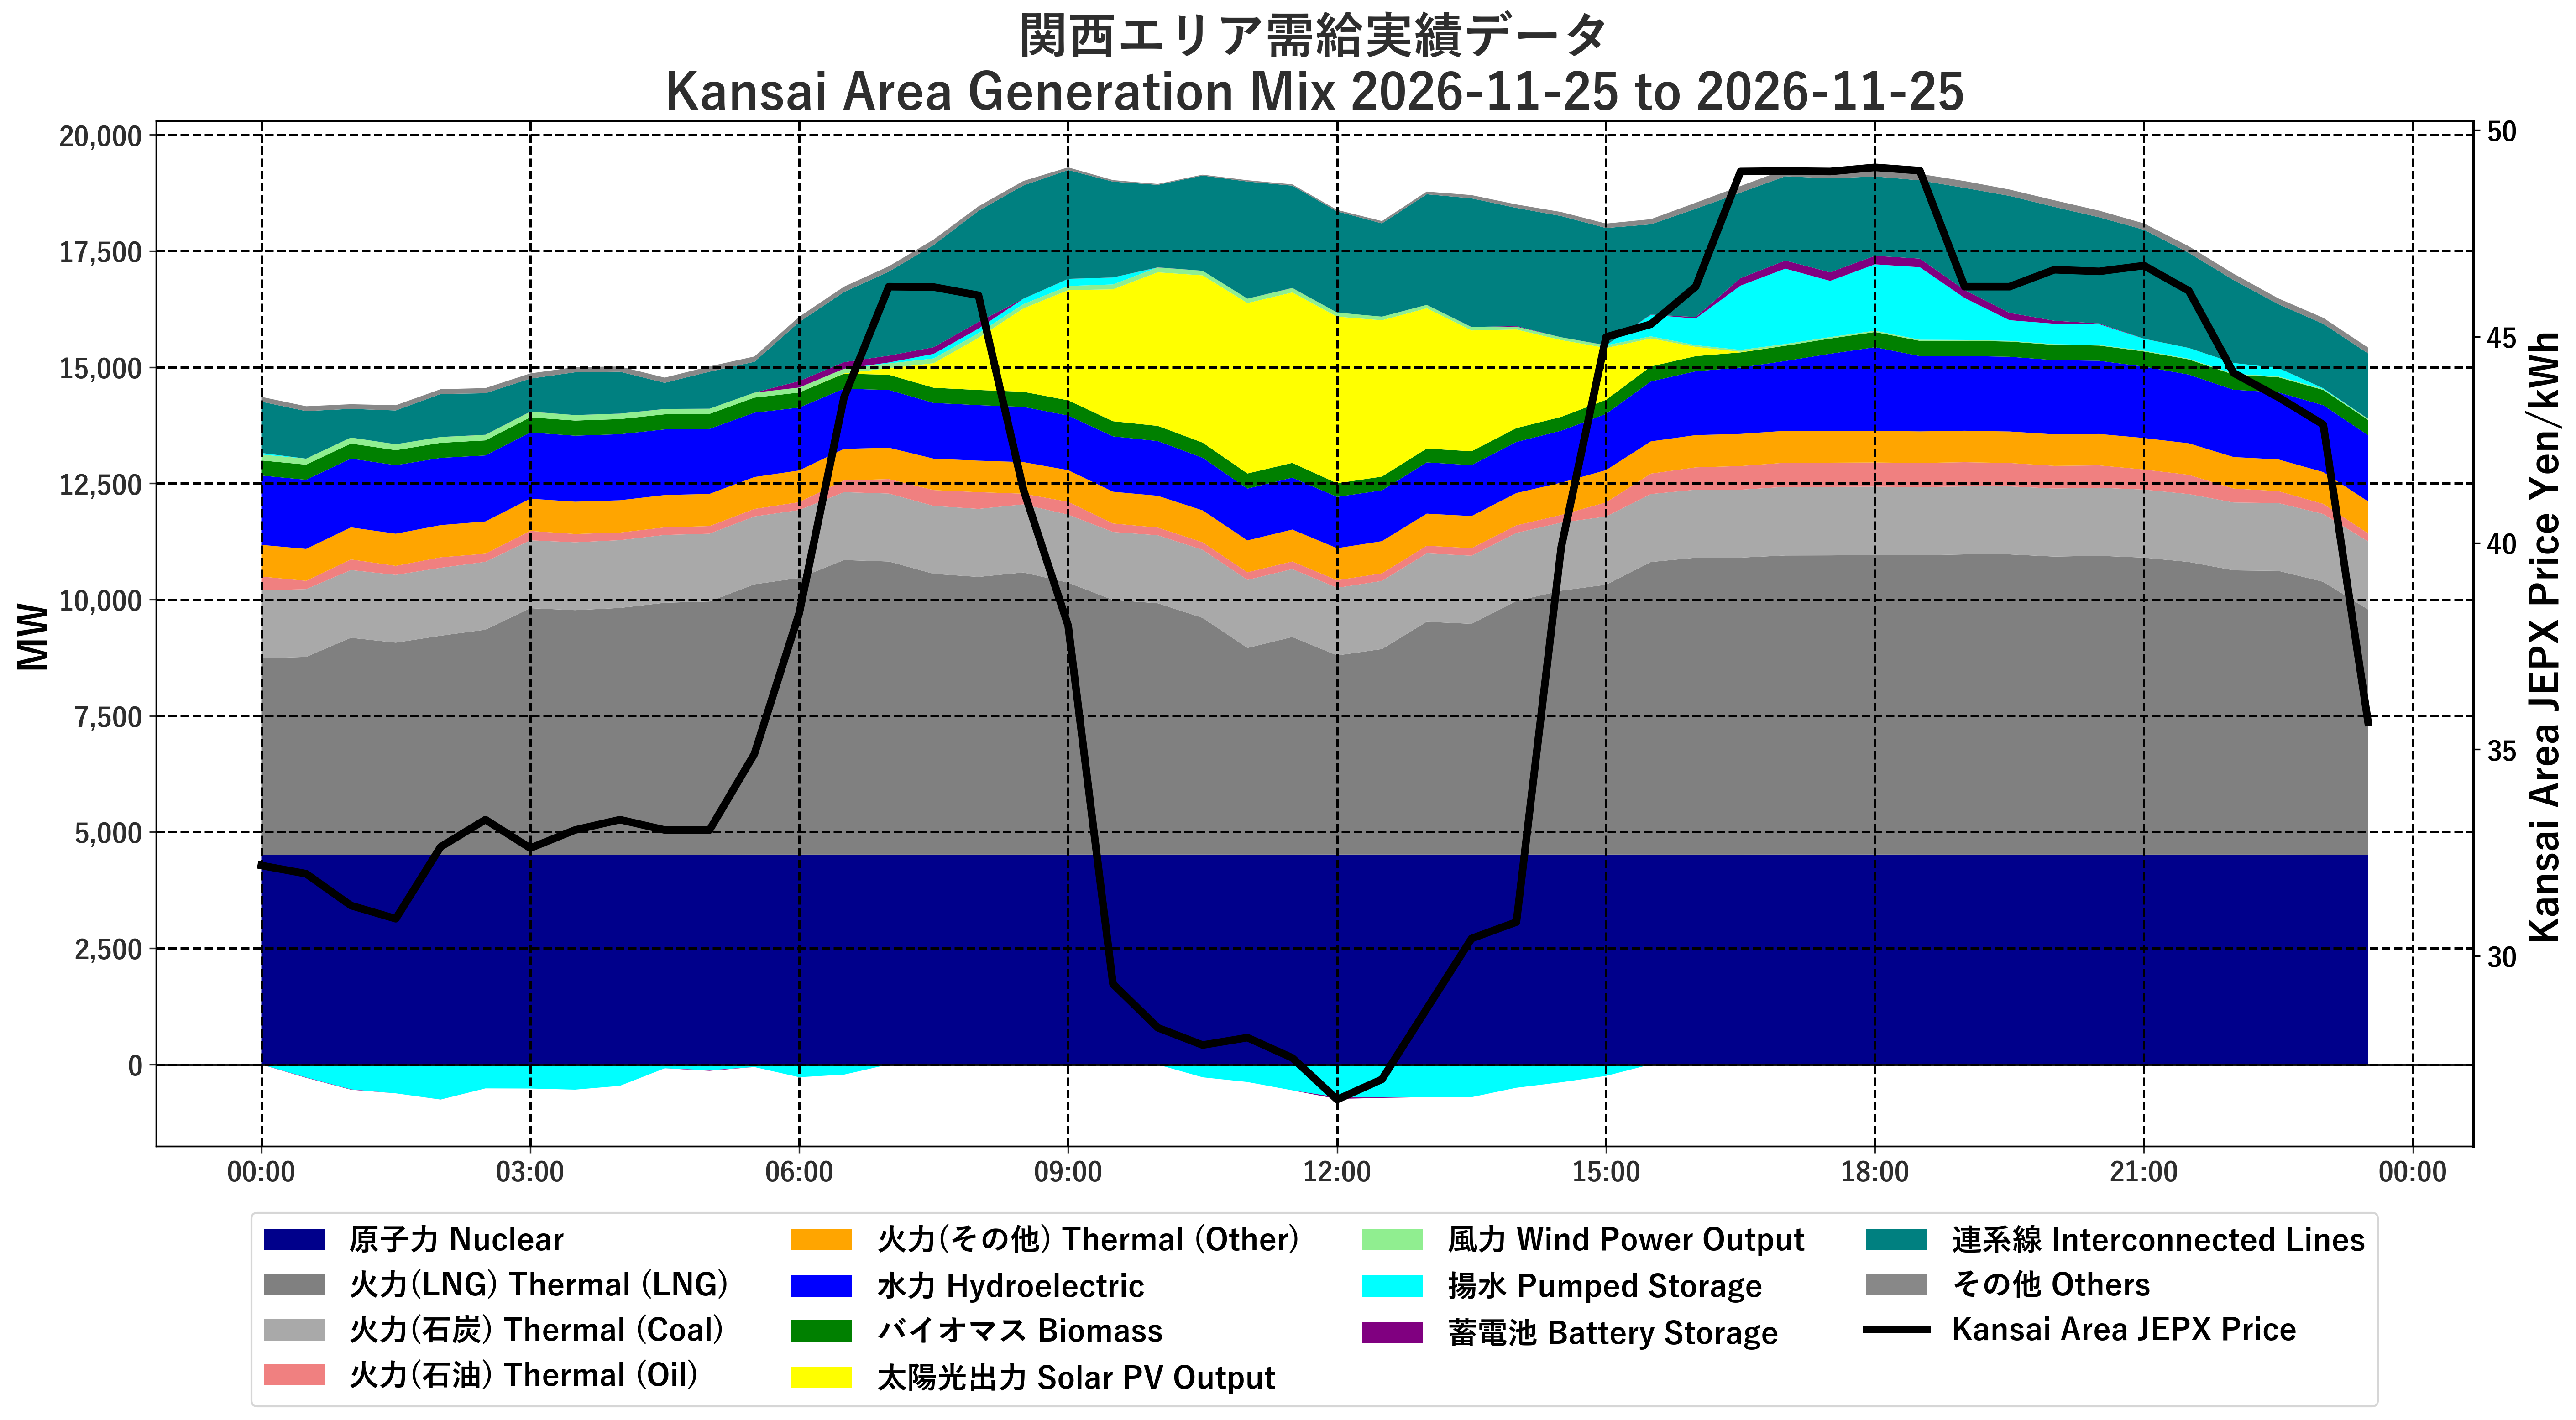 関西エリア需給実績データ
Kansai Area Generation Mix 2026-11-25 to 2026-11-25
20,000
17,500
15,000
12,500
10,000
7,500
5,000
2,500
0
MW
50
45
40
35
30
Kansai Area JEPX Price Yen/kWh
00:00 03:00 06:00 09:00 12:00 15:00 18:00 21:00 00:00
原子力 Nuclear
火力(LNG) Thermal (LNG)
火力(石炭) Thermal (Coal)
火力(石油) Thermal (Oil)
火力(その他) Thermal (Other)
水力 Hydroelectric
バイオマス Biomass
太陽光出力 Solar PV Output
風力 Wind Power Output
揚水 Pumped Storage
蓄電池 Battery Storage
連系線 Interconnected Lines
その他 Others
Kansai Area JEPX Price